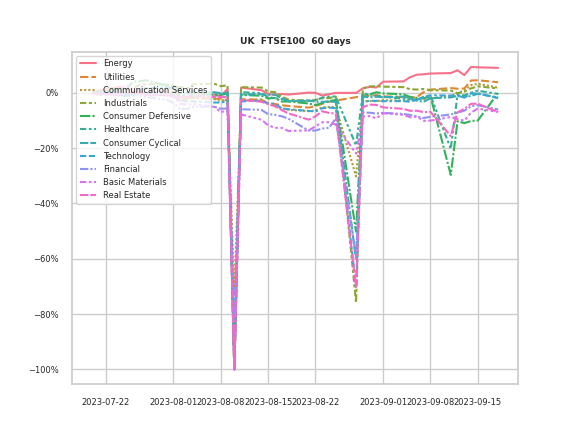 UK  FTSE100  60 days
Energy
Utilities
Communication Services
Industrials
Consumer Defensive
Healthcare
Consumer Cyclical
Technology
Financial
Basic Materials
Real Estate
0%
−20%
−40%
−60%
−80%
−100%
2023-07-22 2023-08-01 2023-08-08 2023-08-15 2023-08-22 2023-09-01 2023-09-08 2023-09-15